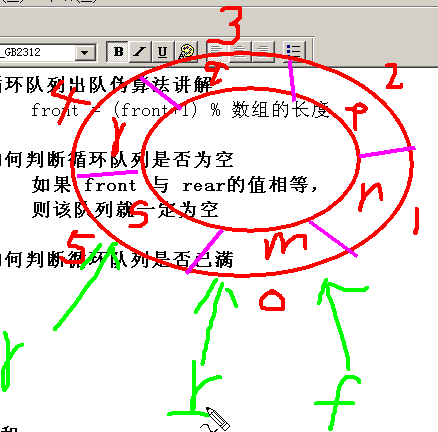 _GB2312
B I U
循环队列出队伪算法讲解
front = (front+1) % 数组的长度
如何判断循环队列是否为空
如果 front 与 rear的值相等，
则该队列就一定为空
如何判断循环队列是否已满
3
4 2
q
r p
s n
5 m 1
0
r
r f